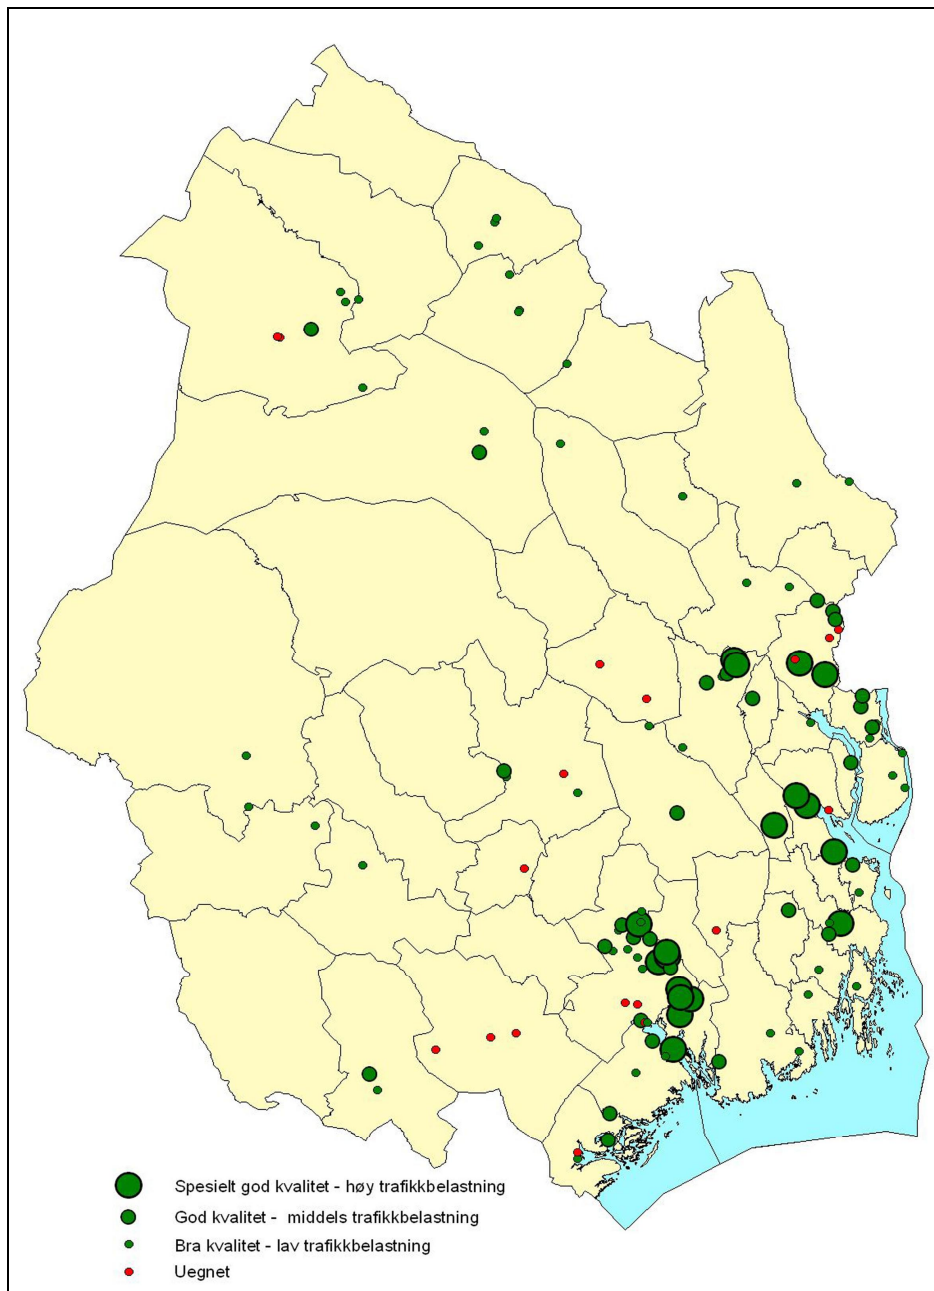 Spesielt god kvalitet - høy trafikkbelastning
God kvalitet - middels trafikkbelastning
Bra kvalitet - lav trafikkbelastning
Uegnet